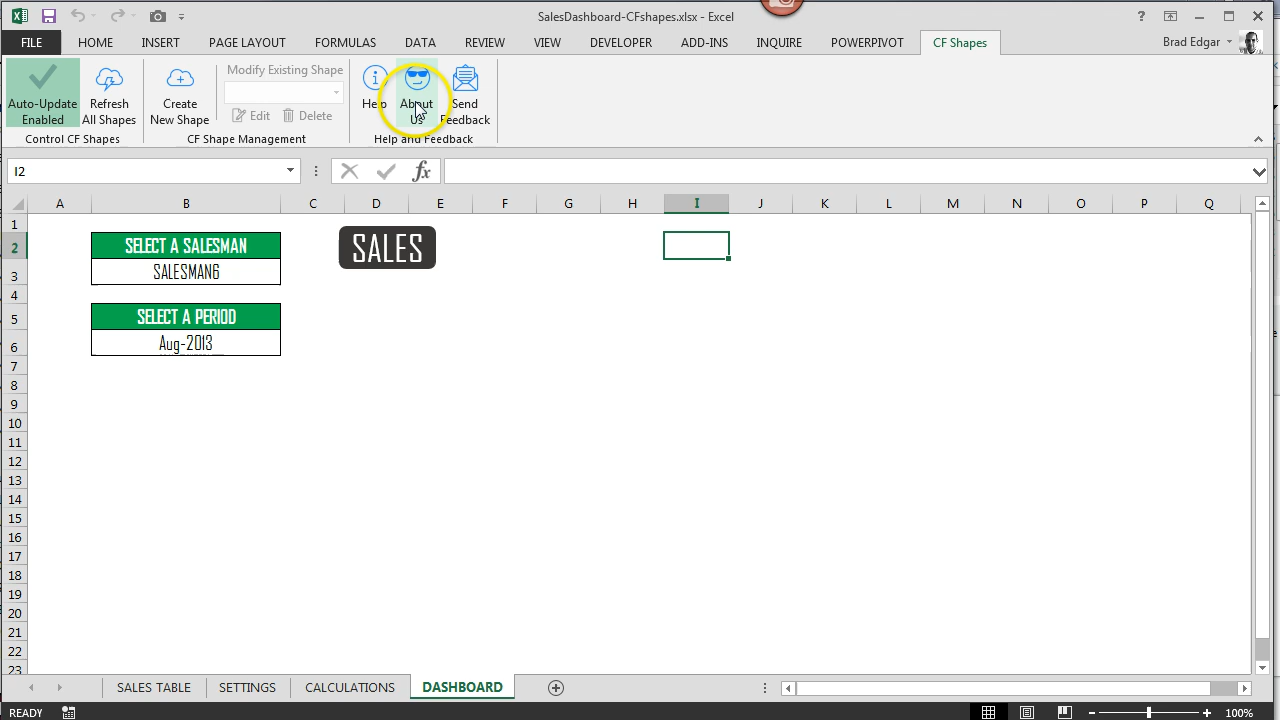 SalesDashboard-CFshapes.xlsx - Excel
FILE HOME INSERT PAGE LAYOUT FORMULAS DATA REVIEW VIEW DEVELOPER ADD-INS INQUIRE POWERPIVOT CF Shapes Brad Edgar
Auto-Update Enabled
Refresh All Shapes
Control CF Shapes
Create New Shape
Modify Existing Shape
Edit Delete
CF Shape Management
Help
About Us
Send Feedback
Help and Feedback
I2
fx
A B C D E F G H I J K L M N O P Q
1
2
3
4
5
6
7
8
9
10
11
12
13
14
15
16
17
18
19
20
21
22
23
SELECT A SALESMAN
SALESMAN6
SELECT A PERIOD
Aug-2013
SALES
SALES TABLE SETTINGS CALCULATIONS DASHBOARD
READY
100%